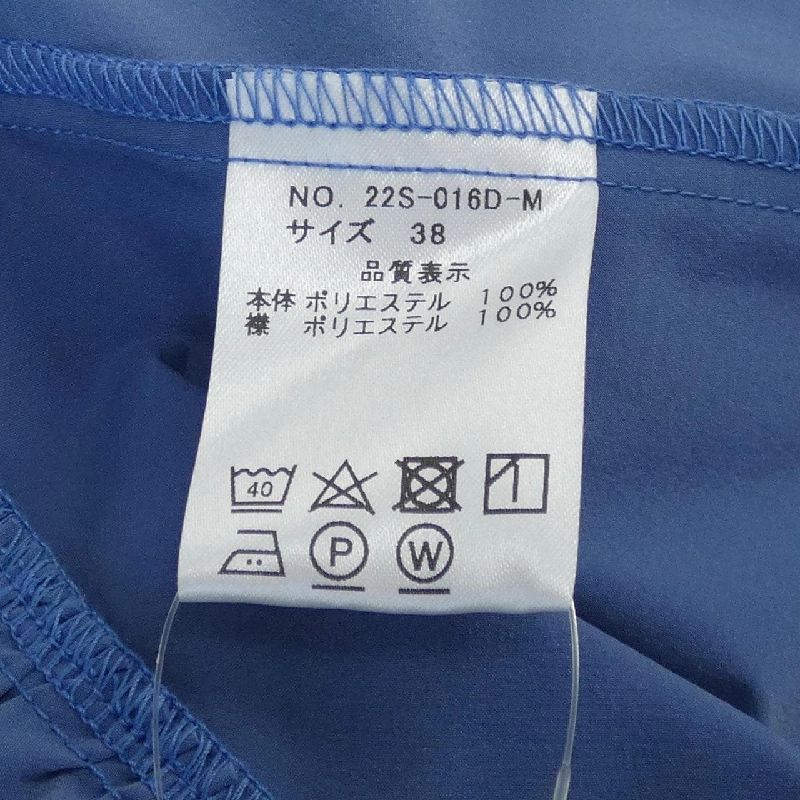 NO. 22S-016D-M
サイズ 38
品質表示
本体 ポリエステル 100%
襟 ポリエステル 100%
40
P W